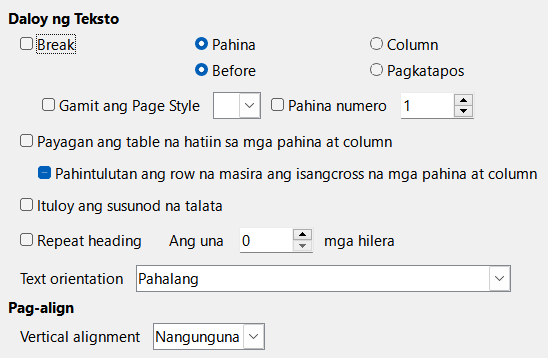 Daloy ng Teksto
Break Pahina Column
Before Pagkatapos
Gamit ang Page Style Pahina numero 1
Payagan ang table na hatiin sa mga pahina at column
Pahintulutan ang row na masira ang isangcross na mga pahina at column
Ituloy ang susunod na talata
Repeat heading Ang una 0 mga hilera
Text orientation Pahalang
Pag-align
Vertical alignment Nangunguna